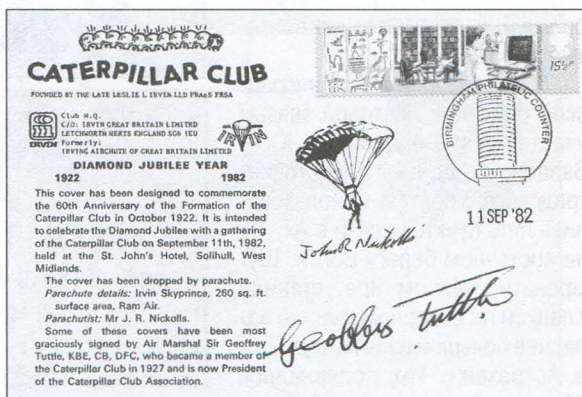 CATERPILLAR CLUB
FOUNDED BY THE LATE LESLIE L IRVIN LLD FRAeS FRSA
Club H.Q.
C/O: IRVIN GREAT BRITAIN LIMITED
LETCHWORTH HERTS ENGLAND SG6 1EU
Formerly:
IRVING AIRCHUTE OF GREAT BRITAIN LIMITED
IRVIN
IRVIN
DIAMOND JUBILEE YEAR
1922 1982
This cover has been designed to commemorate
the 60th Anniversary of the Formation of the
Caterpillar Club in October 1922. It is intended
to celebrate the Diamond Jubilee with a gathering
of the Caterpillar Club on September 11th, 1982,
held at the St. John's Hotel, Solihull, West
Midlands.
The cover has been dropped by parachute.
Parachute details: Irvin Skyprince, 260 sq. ft.
surface area, Ram Air.
Parachutist: Mr J. R. Nickolls.
Some of these covers have been most
graciously signed by Air Marshal Sir Geoffrey
Tuttle, KBE, CB, DFC, who became a member of
the Caterpillar Club in 1927 and is now President
of the Caterpillar Club Association.
15½P
BIRMINGHAM PHILATELIC COUNTER
11 SEP '82
John R Nickolls
Geoffrey Tuttle